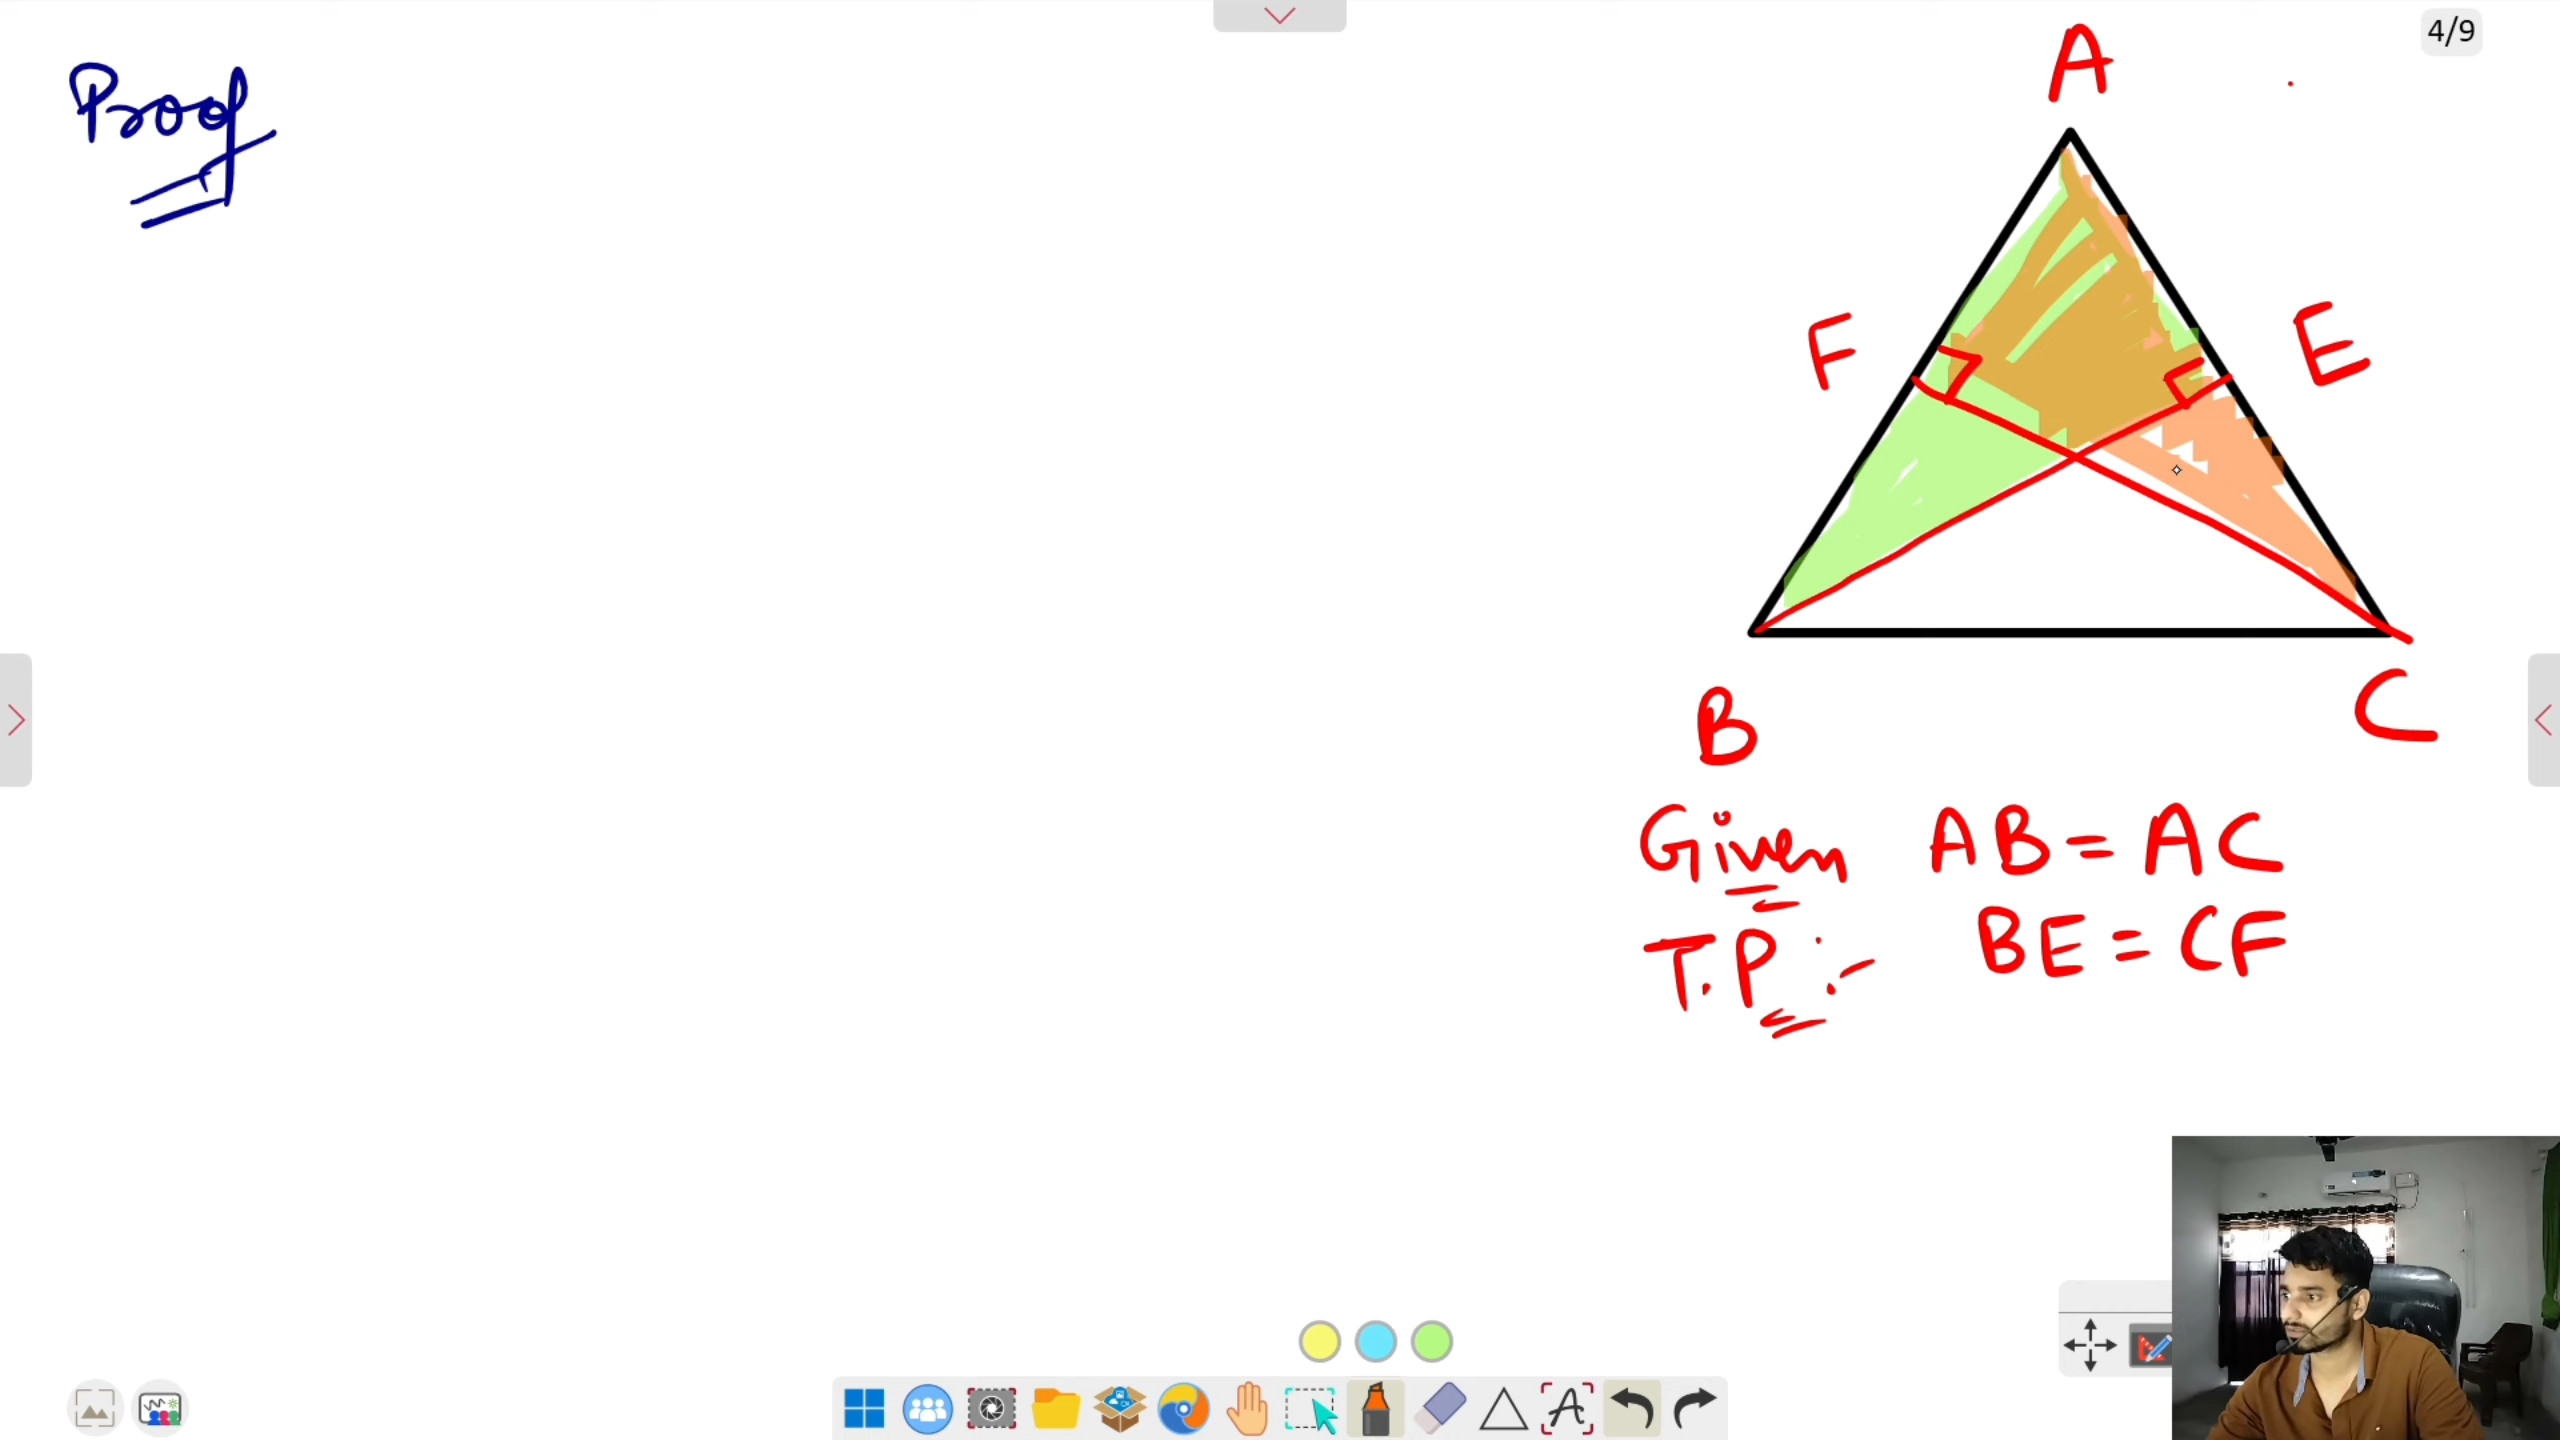 4/9
Proof
A
F
E
B
C
Given AB = AC
T.P :- BE = CF